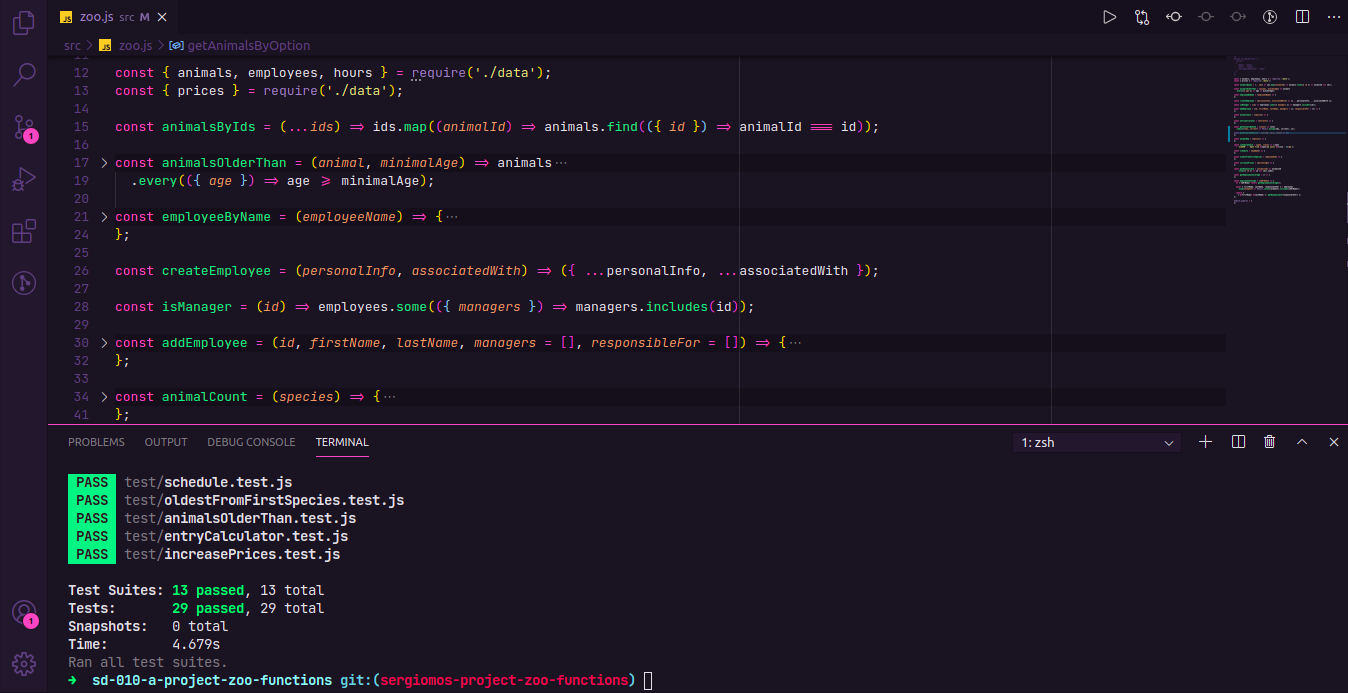 JS zoo.js src M
src > JS zoo.js > getAnimalsByOption
11
12 const { animals, employees, hours } = require('./data');
13 const { prices } = require('./data');
14
15 const animalsByIds = (...ids) => ids.map((animalId) => animals.find(({ id }) => animalId === id));
16
17 > const animalsOlderThan = (animal, minimalAge) => animals ···
19 .every(({ age }) => age >= minimalAge);
20
21 > const employeeByName = (employeeName) => { ···
24 };
25
26 const createEmployee = (personalInfo, associatedWith) => ({ ...personalInfo, ...associatedWith });
27
28 const isManager = (id) => employees.some(({ managers }) => managers.includes(id));
29
30 > const addEmployee = (id, firstName, lastName, managers = [], responsibleFor = []) => { ···
32 };
33
34 > const animalCount = (species) => { ···
41 };
1
1
PROBLEMS OUTPUT DEBUG CONSOLE TERMINAL 1: zsh
PASS test/schedule.test.js
PASS test/oldestFromFirstSpecies.test.js
PASS test/animalsOlderThan.test.js
PASS test/entryCalculator.test.js
PASS test/increasePrices.test.js
Test Suites: 13 passed, 13 total
Tests: 29 passed, 29 total
Snapshots: 0 total
Time: 4.679s
Ran all test suites.
→ sd-010-a-project-zoo-functions git:(sergiomos-project-zoo-functions)